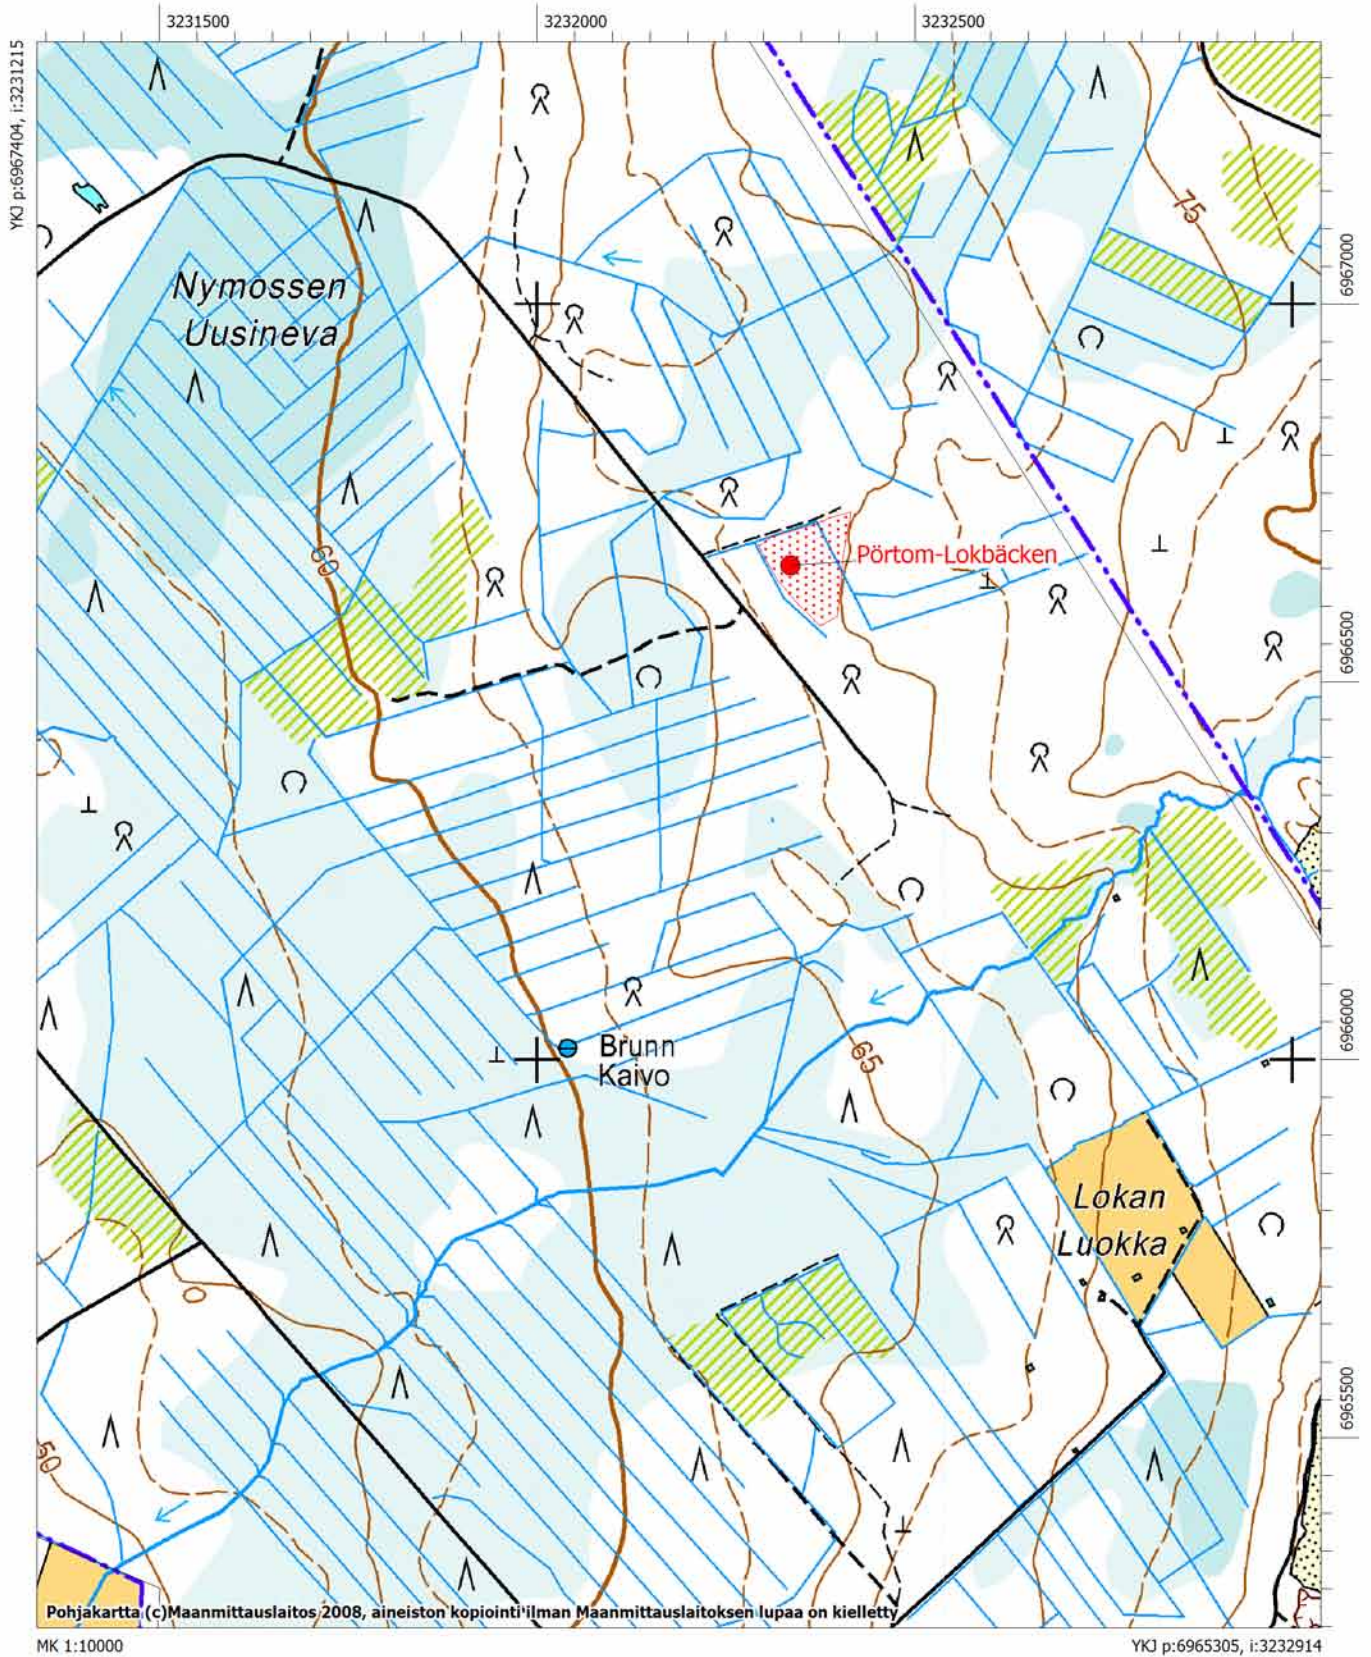 3231500
3232000
3232500
YKJ p:6967404, i:3231215
75
6967000
Nymossen
Uusineva
60
Pörtom-Lokbäcken
6966500
6966000
Brunn
Kaivo
65
Lokan
Luokka
6965500
50
Pohjakartta (c)Maanmittauslaitos 2008, aineiston kopiointi ilman Maanmittauslaitoksen lupaa on kielletty
MK 1:10000
YKJ p:6965305, i:3232914